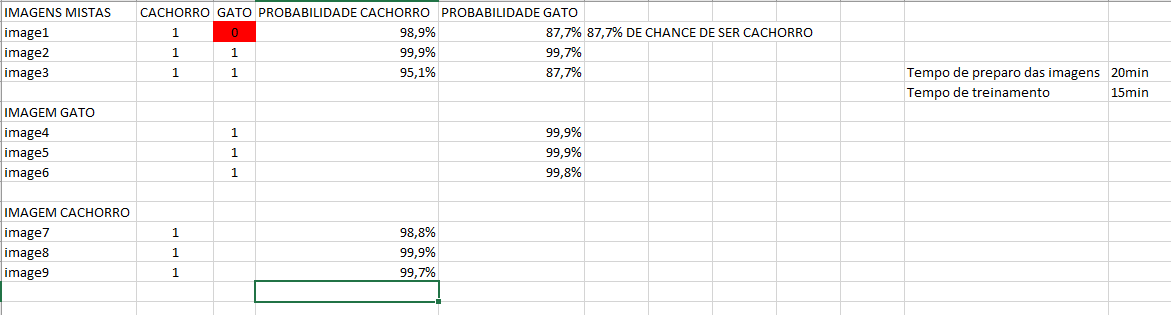 IMAGENS MISTAS CACHORRO GATO PROBABILIDADE CACHORRO PROBABILIDADE GATO
image1 1 0 98,9% 87,7% 87,7% DE CHANCE DE SER CACHORRO
image2 1 1 99,9% 99,7%
image3 1 1 95,1% 87,7% Tempo de preparo das imagens 20min
Tempo de treinamento 15min
IMAGEM GATO
image4 1 99,9%
image5 1 99,9%
image6 1 99,8%
IMAGEM CACHORRO
image7 1 98,8%
image8 1 99,9%
image9 1 99,7%